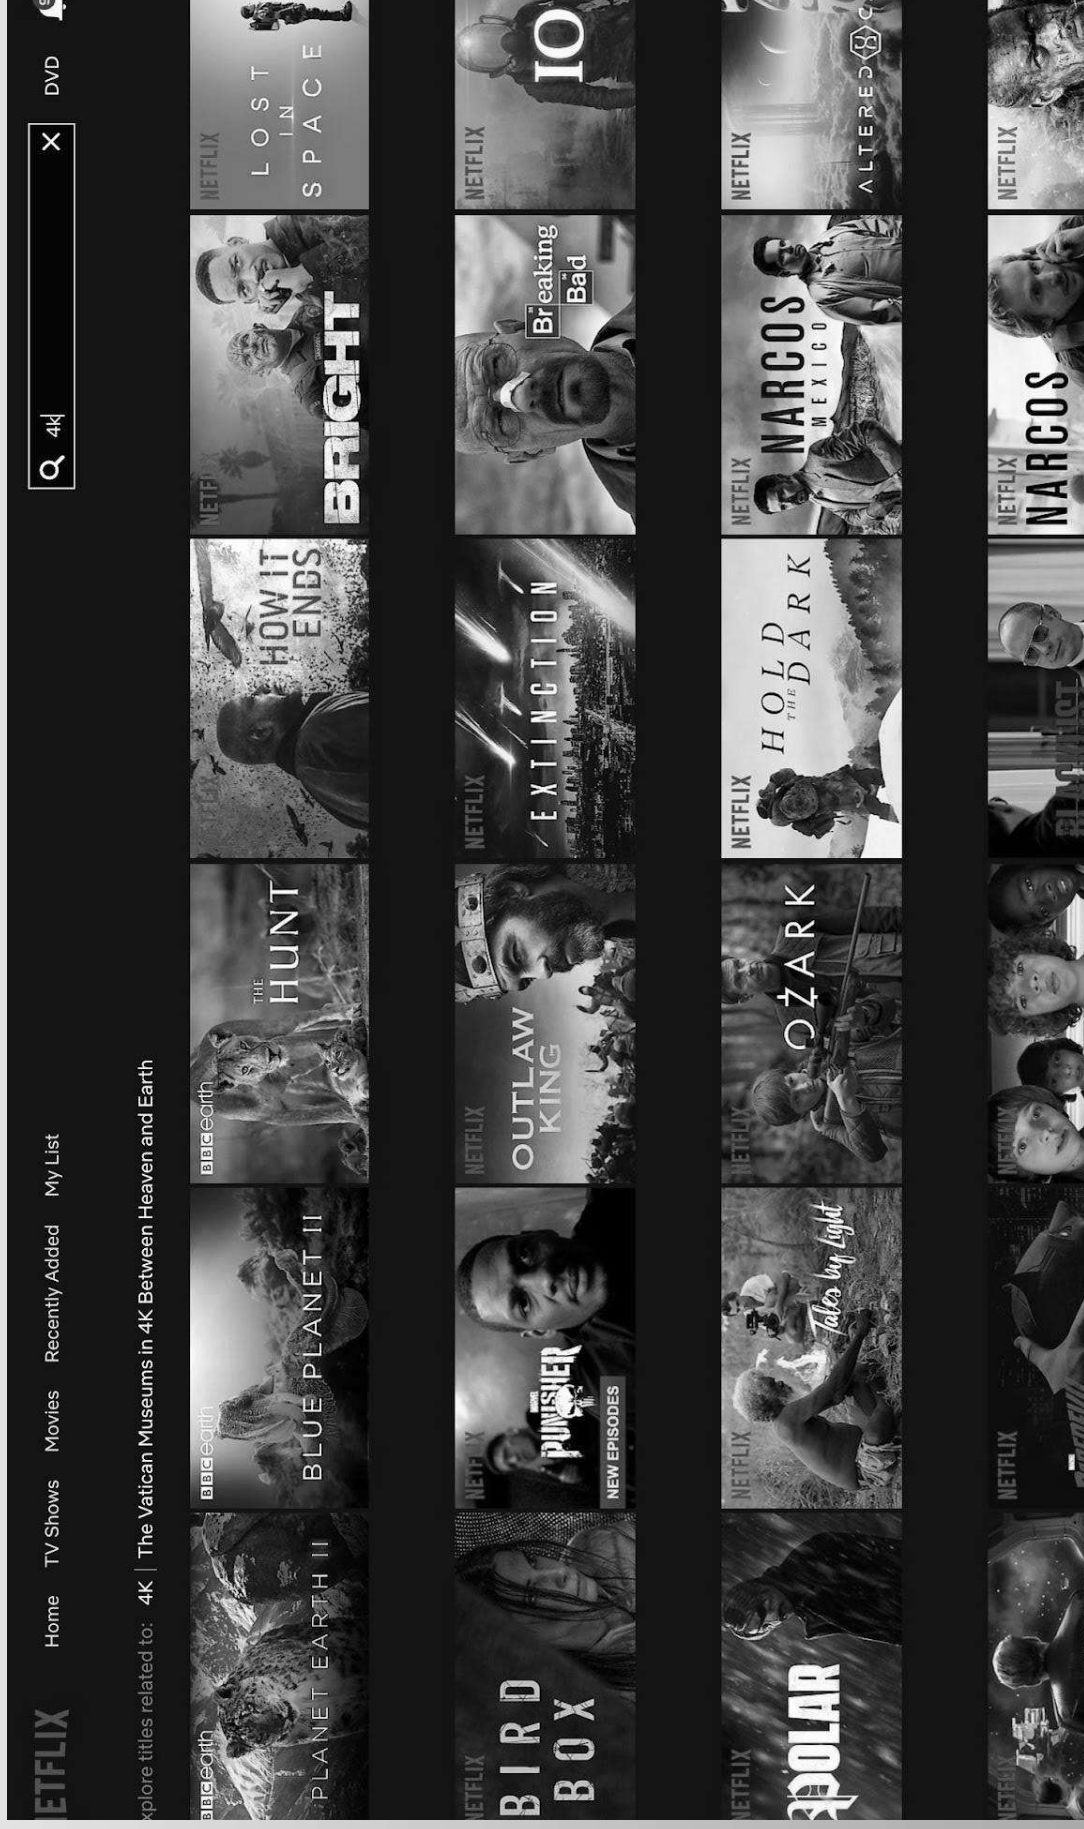 NETFLIX
Home TV Shows Movies Recently Added My List
4k
DVD
xplore titles related to: 4K | The Vatican Museums in 4K Between Heaven and Earth
BBC earth
PLANET EARTH II
BBC earth
BLUE PLANET II
BBC earth
THE
HUNT
HOW IT
ENDS
NETF
BRIGHT
NETFLIX
LOST
IN
SPACE
NETFLIX
BIRD
BOX
NETFLIX
MARVEL
PUNISHER
NEW EPISODES
NETFLIX
OUTLAW
KING
NETFLIX
EXTINCTION
Breaking
Bad
NETFLIX
IO
NETFLIX
POLAR
NETFLIX
Tales by Light
NETFLIX
OZARK
NETFLIX
HOLD
THE DARK
NETFLIX
NARCOS
MEXICO
NETFLIX
ALTERED C
NETFLIX
NETFLIX
NETFLIX
BLACKLIST
NETFLIX
NARCOS
NETFLIX